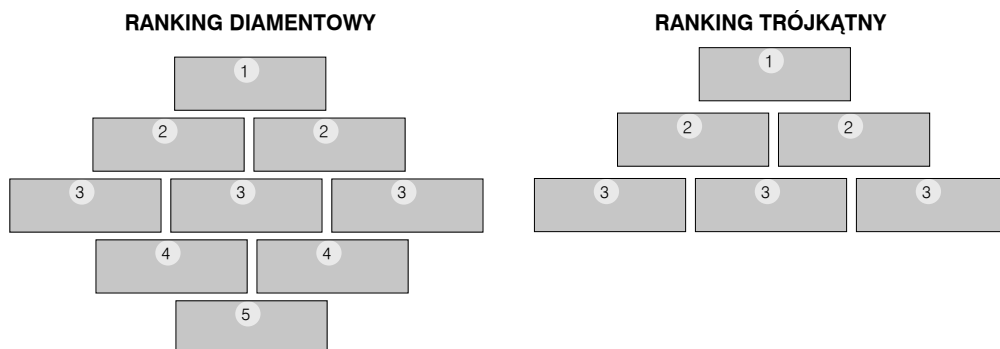 RANKING DIAMENTOWY
1
2 2
3 3 3
4 4
5
RANKING TRÓJKĄTNY
1
2 2
3 3 3